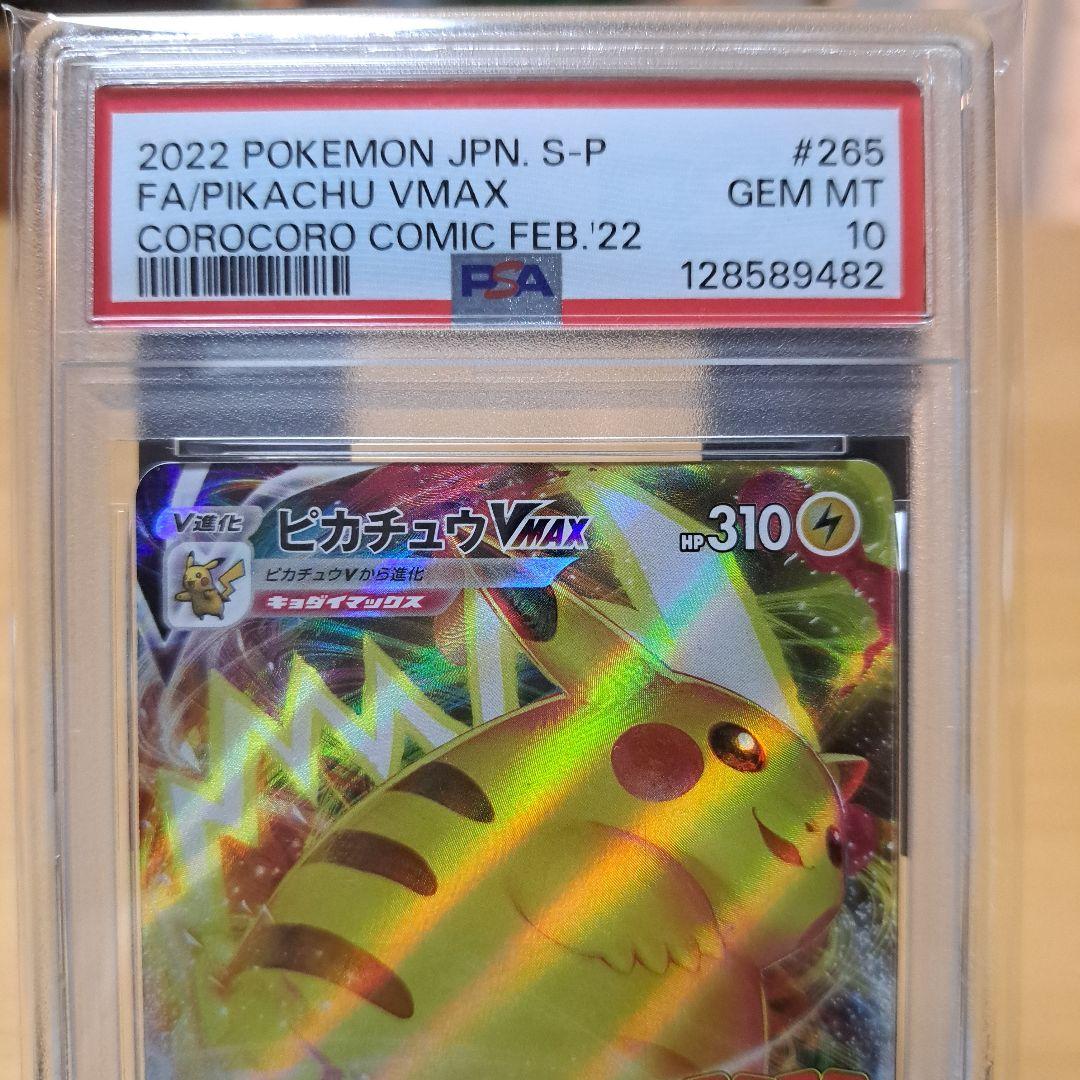 2022 POKEMON JPN. S-P #265
FA/PIKACHU VMAX GEM MT
COROCORO COMIC FEB.'22 10
PSA 128589482
V進化 ピカチュウVMAX HP310
ピカチュウVから進化
キョダイマックス